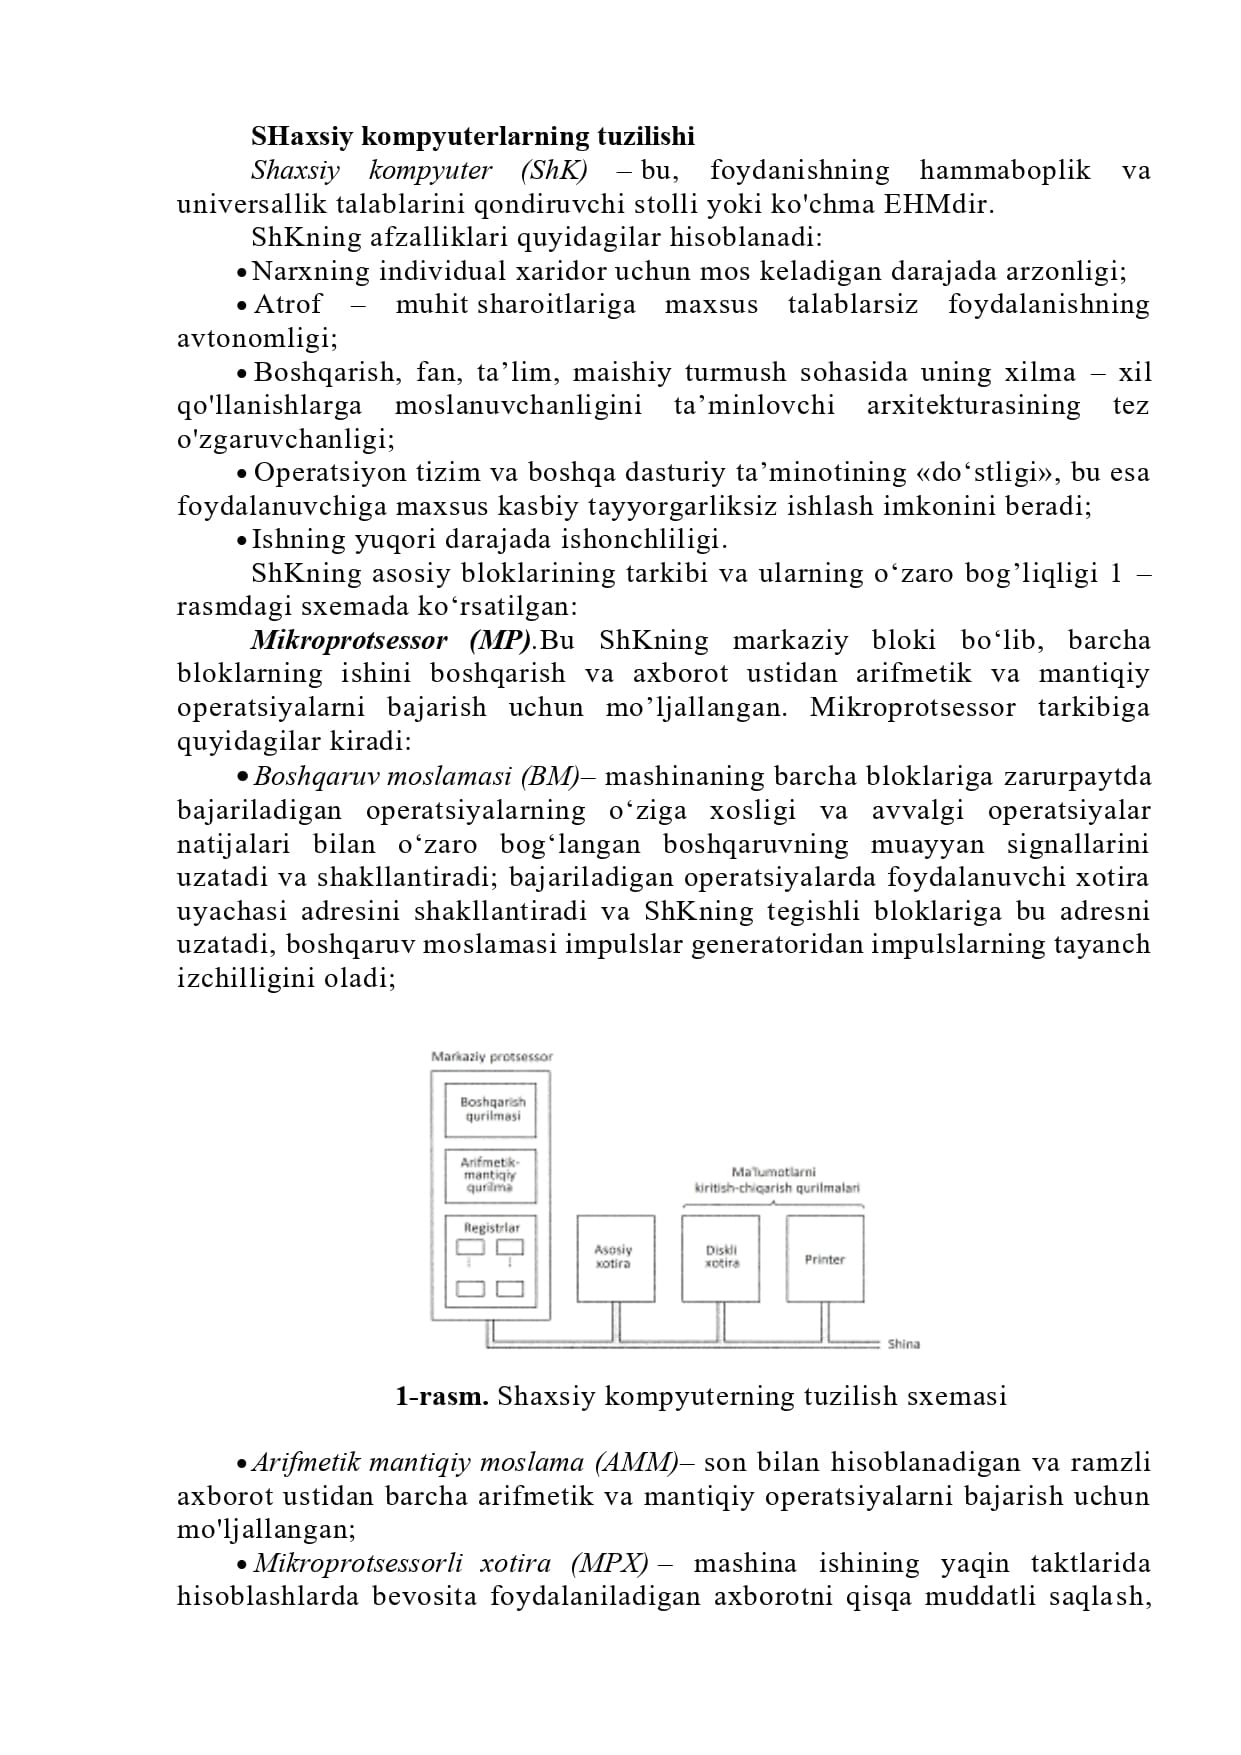 SHaxsiy kompyuterlarning tuzilishi
Shaxsiy kompyuter (ShK) – bu, foydanishning hammaboplik va
universallik talablarini qondiruvchi stolli yoki ko'chma EHMdir.
ShKning afzalliklari quyidagilar hisoblanadi:
• Narxning individual xaridor uchun mos keladigan darajada arzonligi;
• Atrof – muhit sharoitlariga maxsus talablarsiz foydalanishning
avtonomligi;
• Boshqarish, fan, ta’lim, maishiy turmush sohasida uning xilma – xil
qo'llanishlarga moslanuvchanligini ta’minlovchi arxitekturasining tez
o'zgaruvchanligi;
• Operatsiyon tizim va boshqa dasturiy ta’minotining «do‘stligi», bu esa
foydalanuvchiga maxsus kasbiy tayyorgarliksiz ishlash imkonini beradi;
• Ishning yuqori darajada ishonchliligi.
ShKning asosiy bloklarining tarkibi va ularning o‘zaro bog’liqligi 1 –
rasmdagi sxemada ko‘rsatilgan:
Mikroprotsessor (MP).Bu ShKning markaziy bloki bo‘lib, barcha
bloklarning ishini boshqarish va axborot ustidan arifmetik va mantiqiy
operatsiyalarni bajarish uchun mo’ljallangan. Mikroprotsessor tarkibiga
quyidagilar kiradi:
• Boshqaruv moslamasi (BM)– mashinaning barcha bloklariga zarurpaytda
bajariladigan operatsiyalarning o‘ziga xosligi va avvalgi operatsiyalar
natijalari bilan o‘zaro bog‘langan boshqaruvning muayyan signallarini
uzatadi va shakllantiradi; bajariladigan operatsiyalarda foydalanuvchi xotira
uyachasi adresini shakllantiradi va ShKning tegishli bloklariga bu adresni
uzatadi, boshqaruv moslamasi impulslar generatoridan impulslarning tayanch
izchilligini oladi;
Markaziy protsessor
Boshqarish
qurilmasi
Arifmetik-
mantiqiy
qurilma
Registrlar
Asosiy
xotira
Ma'lumotlarni
kiritish-chiqarish qurilmalari
Diskli
xotira
Printer
Shina
1-rasm. Shaxsiy kompyuterning tuzilish sxemasi
• Arifmetik mantiqiy moslama (AMM)– son bilan hisoblanadigan va ramzli
axborot ustidan barcha arifmetik va mantiqiy operatsiyalarni bajarish uchun
mo'ljallangan;
• Mikroprotsessorli xotira (MPX) – mashina ishining yaqin taktlarida
hisoblashlarda bevosita foydalaniladigan axborotni qisqa muddatli saqlash,